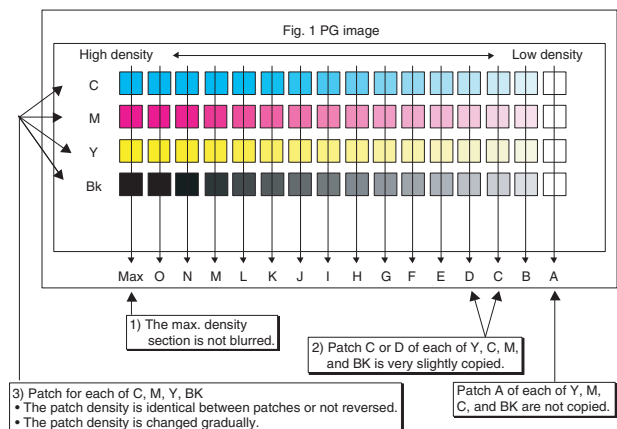 Fig. 1 PG image
High density Low density
C
M
Y
Bk
Max O N M L K J I H G F E D C B A
1) The max. density
section is not blurred.
2) Patch C or D of each of Y, C, M,
and BK is very slightly copied.
3) Patch for each of C, M, Y, BK
• The patch density is identical between patches or not reversed.
• The patch density is changed gradually.
Patch A of each of Y, M,
C, and BK are not copied.